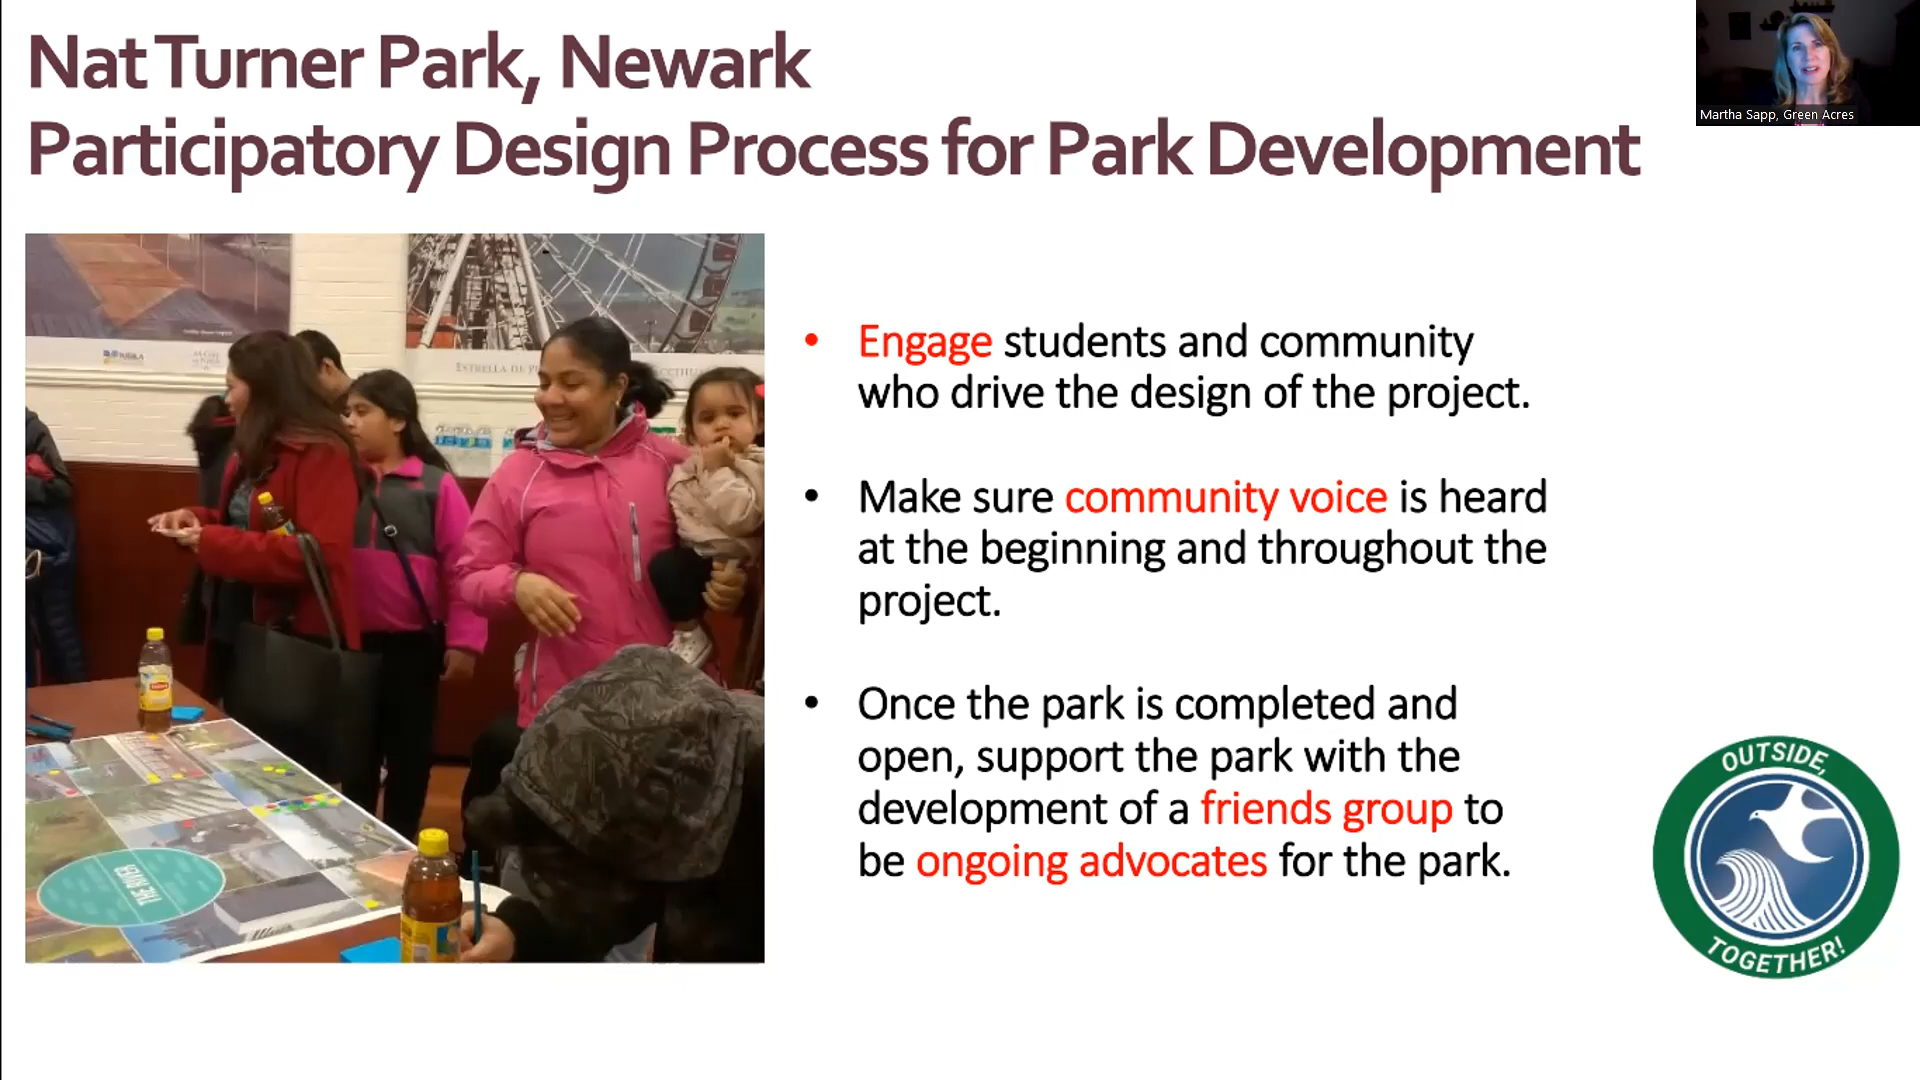 Nat Turner Park, Newark
Participatory Design Process for Park Development
Martha Sapp, Green Acres
• Engage students and community
who drive the design of the project.
• Make sure community voice is heard
at the beginning and throughout the
project.
• Once the park is completed and
open, support the park with the
development of a friends group to
be ongoing advocates for the park.
ESTRELLA DE
THE RIVER
OUTSIDE,
TOGETHER!